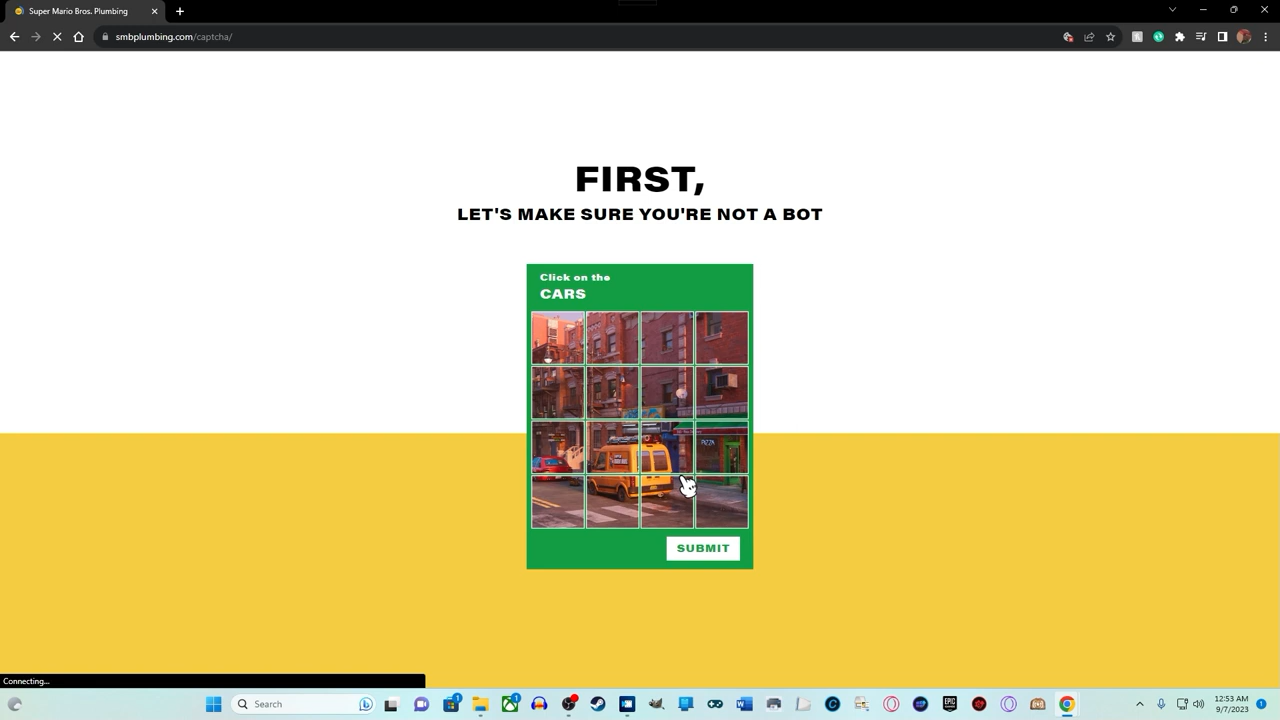 Super Mario Bros. Plumbing
smbplumbing.com/captcha/
FIRST,
LET'S MAKE SURE YOU'RE NOT A BOT
Click on the
CARS
PIZZA
SUBMIT
Connecting...
Search
12:53 AM
9/7/2023